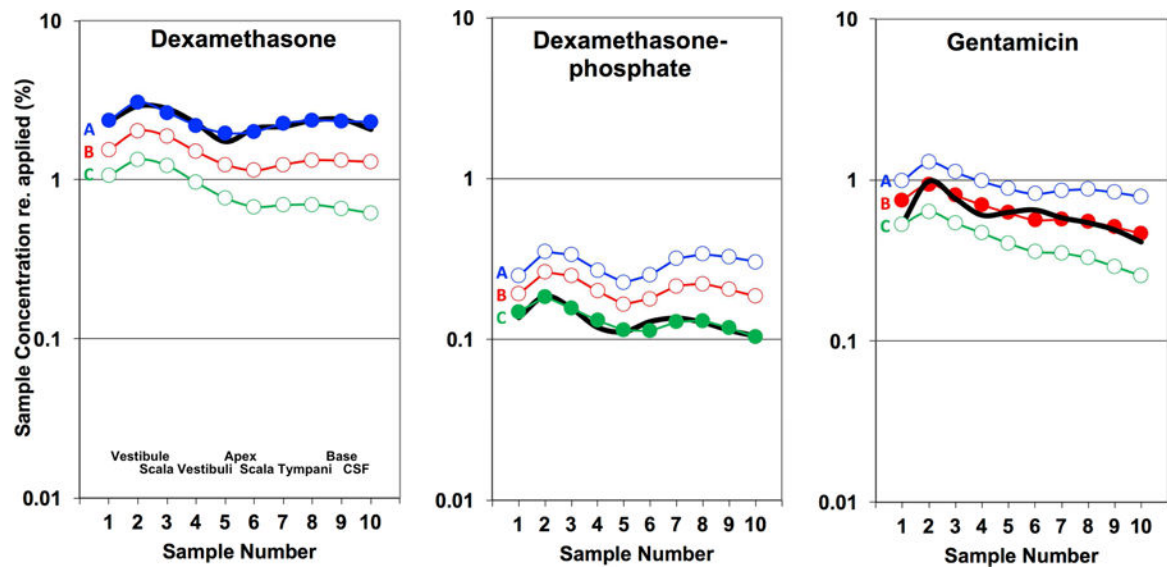 Sample Concentration re. applied (%)
10
1
0.1
0.01
Dexamethasone
A
B
C
Vestibule Apex Base
Scala Vestibuli Scala Tympani CSF
1 2 3 4 5 6 7 8 9 10
Sample Number
10
1
0.1
0.01
Dexamethasone-
phosphate
A
B
C
1 2 3 4 5 6 7 8 9 10
Sample Number
10
1
0.1
0.01
Gentamicin
A
B
C
1 2 3 4 5 6 7 8 9 10
Sample Number